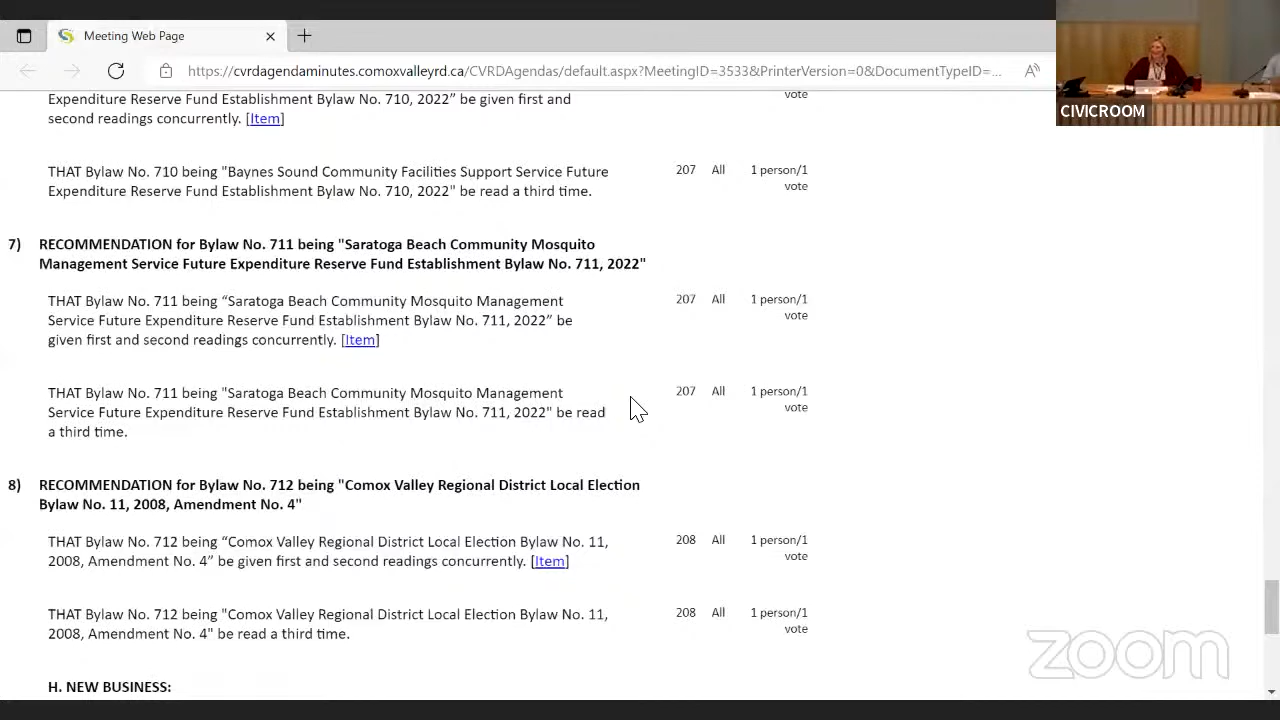 Meeting Web Page
https://cvrdagendaminutes.comoxvalleyrd.ca/CVRDAgendas/default.aspx?MeetingID=3533&PrinterVersion=0&DocumentTypeID=...
CIVICROOM
Expenditure Reserve Fund Establishment Bylaw No. 710, 2022” be given first and
vote
second readings concurrently. [Item]
THAT Bylaw No. 710 being "Baynes Sound Community Facilities Support Service Future
207 All 1 person/1
Expenditure Reserve Fund Establishment Bylaw No. 710, 2022" be read a third time.
vote
7) RECOMMENDATION for Bylaw No. 711 being "Saratoga Beach Community Mosquito
Management Service Future Expenditure Reserve Fund Establishment Bylaw No. 711, 2022"
THAT Bylaw No. 711 being “Saratoga Beach Community Mosquito Management
207 All 1 person/1
Service Future Expenditure Reserve Fund Establishment Bylaw No. 711, 2022” be
vote
given first and second readings concurrently. [Item]
THAT Bylaw No. 711 being "Saratoga Beach Community Mosquito Management
207 All 1 person/1
Service Future Expenditure Reserve Fund Establishment Bylaw No. 711, 2022" be read
vote
a third time.
8) RECOMMENDATION for Bylaw No. 712 being "Comox Valley Regional District Local Election
Bylaw No. 11, 2008, Amendment No. 4"
THAT Bylaw No. 712 being “Comox Valley Regional District Local Election Bylaw No. 11,
208 All 1 person/1
2008, Amendment No. 4” be given first and second readings concurrently. [Item]
vote
THAT Bylaw No. 712 being "Comox Valley Regional District Local Election Bylaw No. 11,
208 All 1 person/1
2008, Amendment No. 4" be read a third time.
vote
zoom
H. NEW BUSINESS: